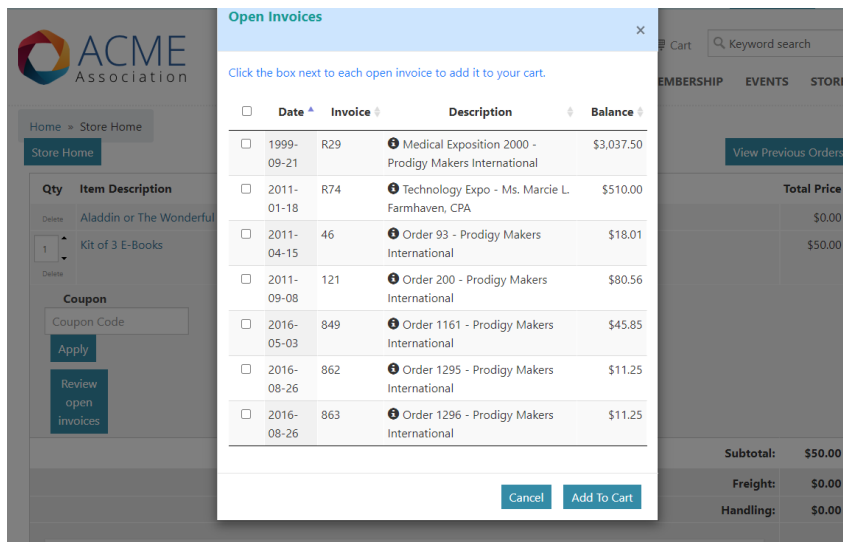 Open Invoices
×
ACME
Association
Cart
Keyword search
EMBERSHIP EVENTS STORE
Click the box next to each open invoice to add it to your cart.
Home » Store Home
Store Home
View Previous Orders
Date Invoice Description Balance
1999-09-21 R29 Medical Exposition 2000 - Prodigy Makers International $3,037.50
2011-01-18 R74 Technology Expo - Ms. Marcie L. Farmhaven, CPA $510.00
2011-04-15 46 Order 93 - Prodigy Makers International $18.01
2011-09-08 121 Order 200 - Prodigy Makers International $80.56
2016-05-03 849 Order 1161 - Prodigy Makers International $45.85
2016-08-26 862 Order 1295 - Prodigy Makers International $11.25
2016-08-26 863 Order 1296 - Prodigy Makers International $11.25
Cancel Add To Cart
Qty Item Description Total Price
Delete Aladdin or The Wonderful $0.00
1 Kit of 3 E-Books $50.00
Delete
Coupon
Coupon Code
Apply
Review
open
invoices
Subtotal: $50.00
Freight: $0.00
Handling: $0.00